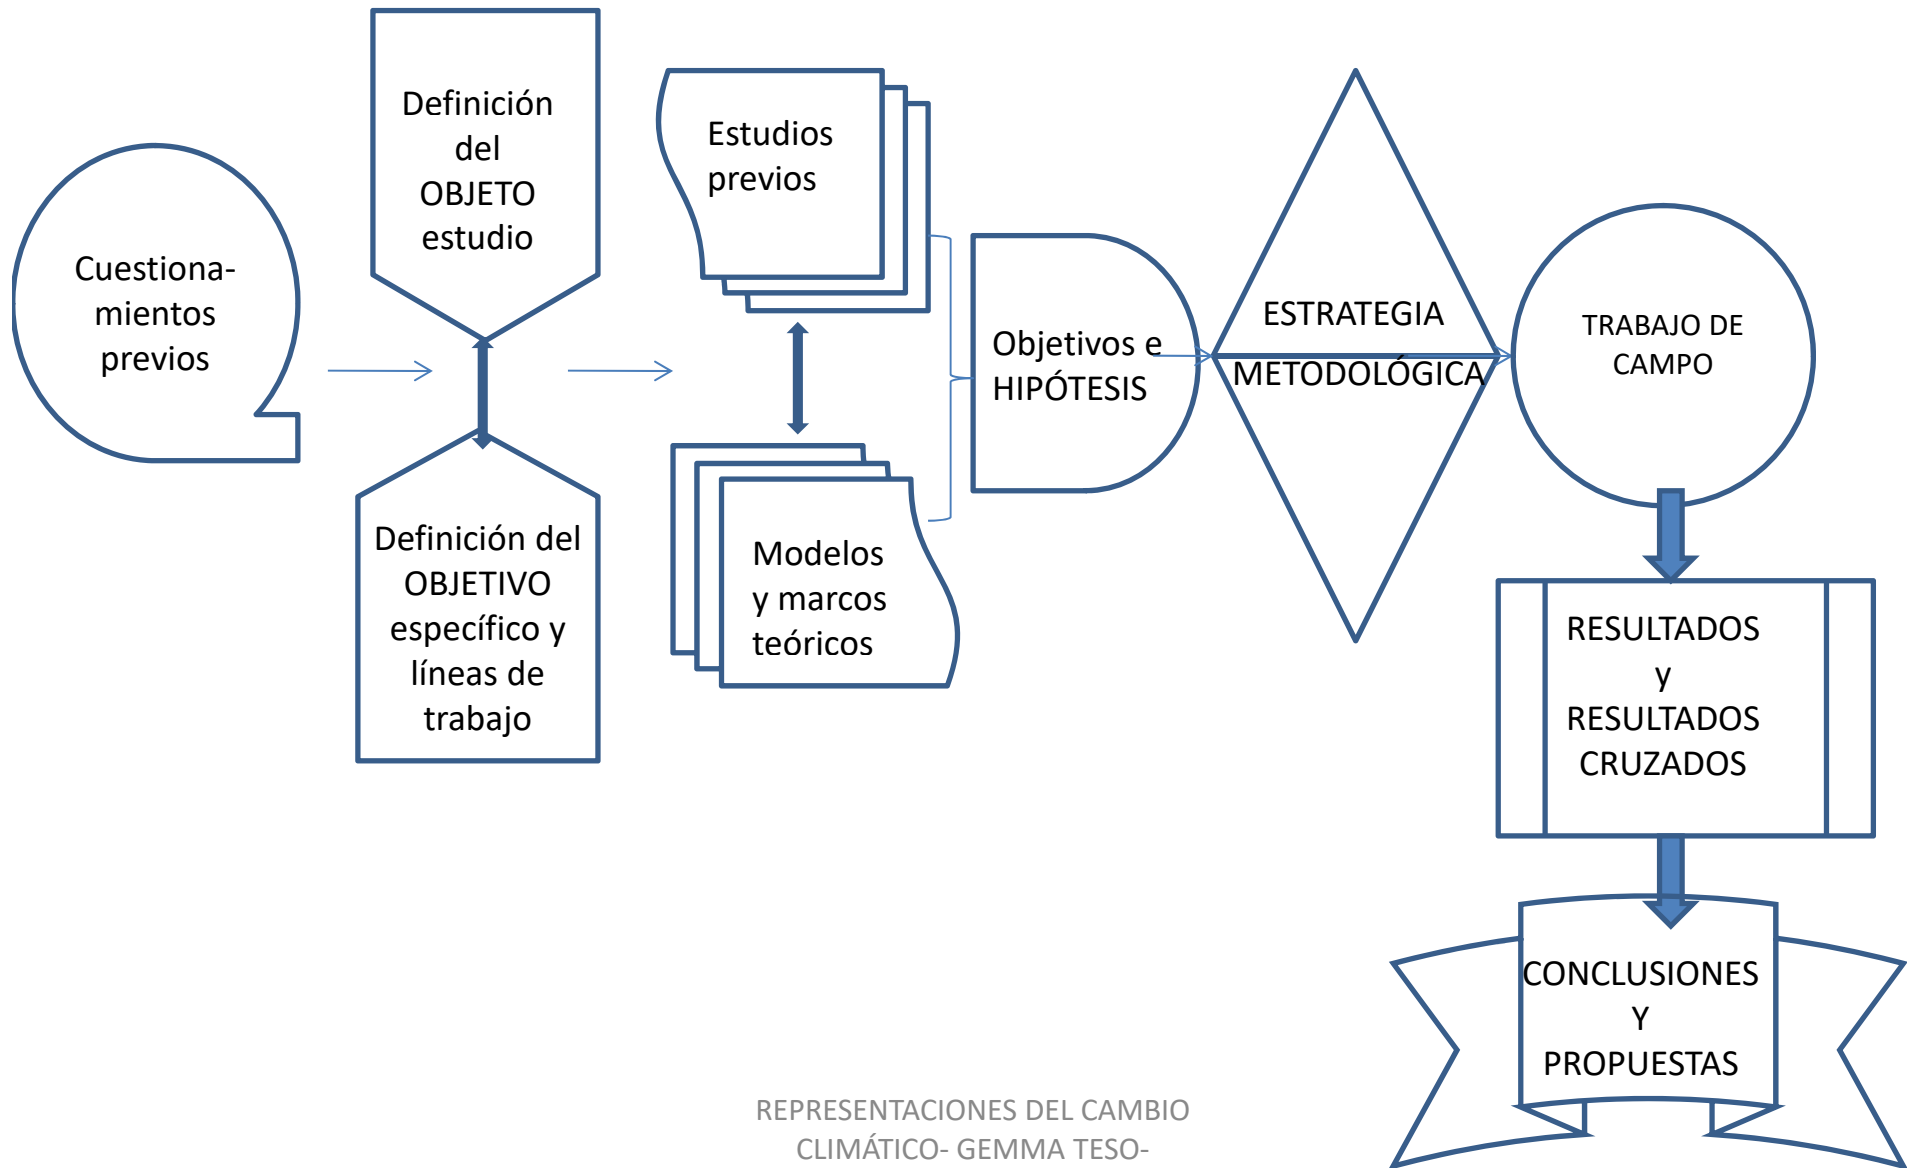 Cuestiona-
mientos
previos
Definición
del
OBJETO
estudio
Definición del
OBJETIVO
específico y
líneas de
trabajo
Estudios
previos
Modelos
y marcos
teóricos
Objetivos e
HIPÓTESIS
ESTRATEGIA
METODOLÓGICA
TRABAJO DE
CAMPO
RESULTADOS
y
RESULTADOS
CRUZADOS
CONCLUSIONES
Y
PROPUESTAS
REPRESENTACIONES DEL CAMBIO
CLIMÁTICO- GEMMA TESO-